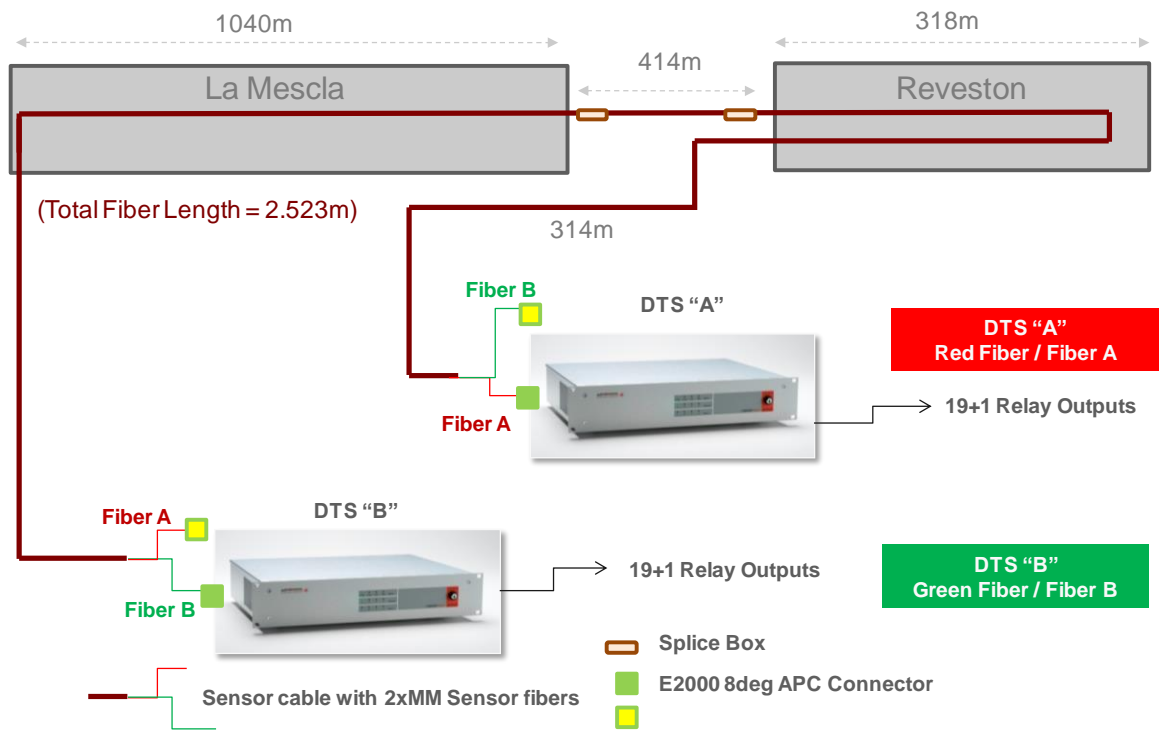 1040m
318m
414m
La Mescla
Reveston
(Total Fiber Length = 2.523m)
314m
Fiber B
DTS “A”
DTS “A”
Red Fiber / Fiber A
Fiber A
19+1 Relay Outputs
Fiber A
DTS “B”
19+1 Relay Outputs
DTS “B”
Green Fiber / Fiber B
Fiber B
Splice Box
Sensor cable with 2xMM Sensor fibers
E2000 8deg APC Connector